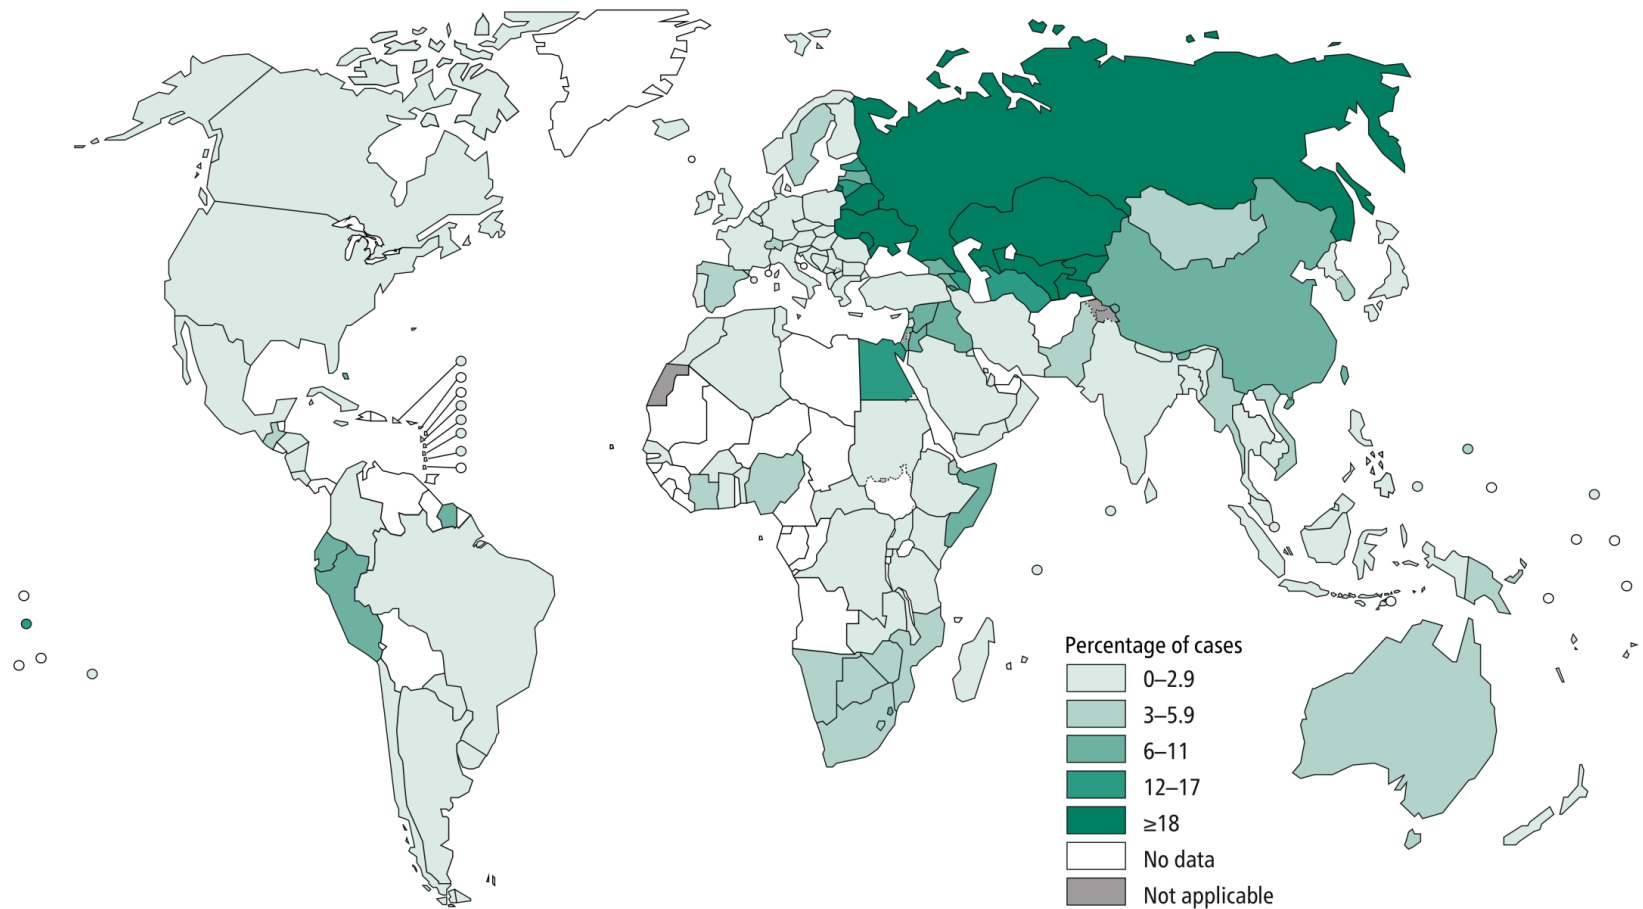 Percentage of cases
0–2.9
3–5.9
6–11
12–17
≥18
No data
Not applicable